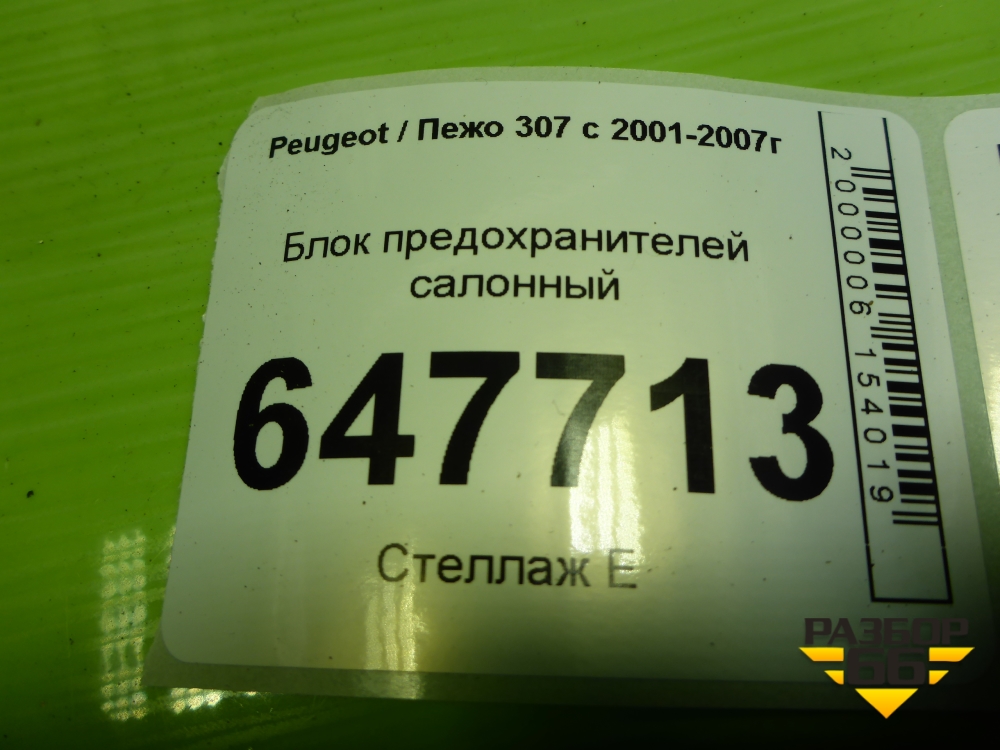 Peugeot / Пежо 307 с 2001-2007г
Блок предохранителей
салонный
647713
Стеллаж Е
2000006154019
РАЗБОР
66